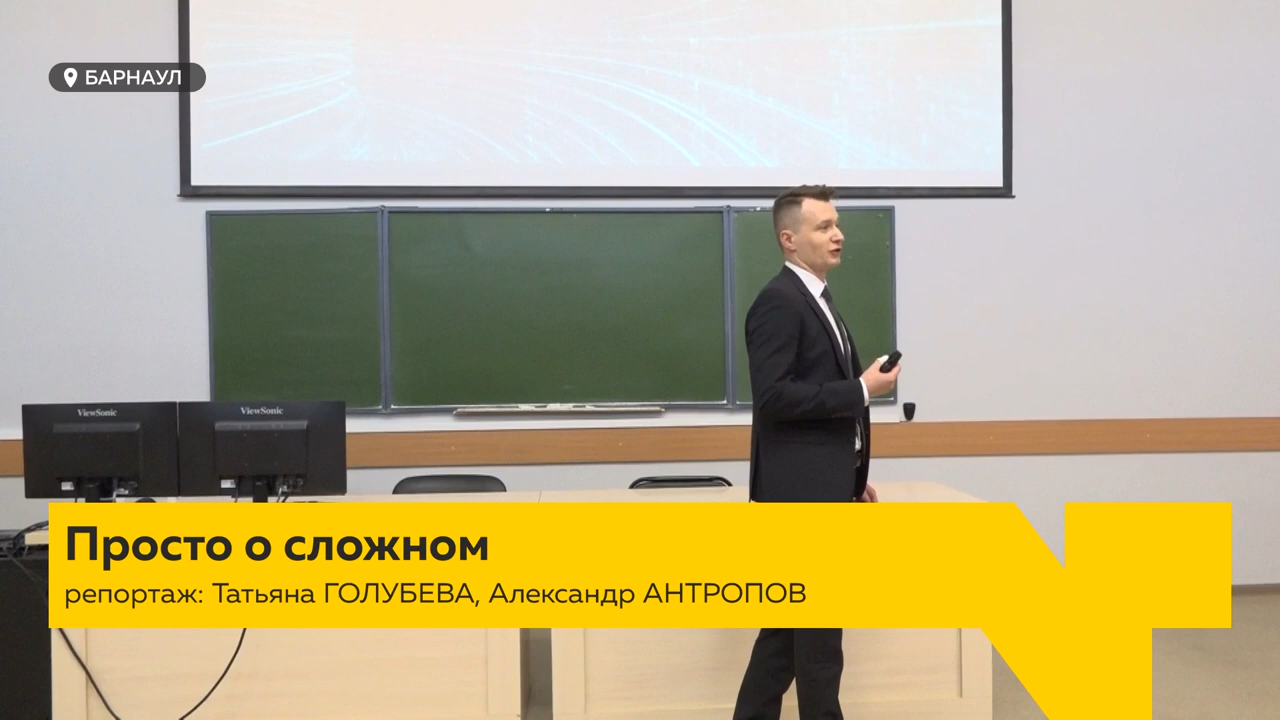 БАРНАУЛ
ViewSonic
ViewSonic
Просто о сложном
репортаж: Татьяна ГОЛУБЕВА, Александр АНТРОПОВ